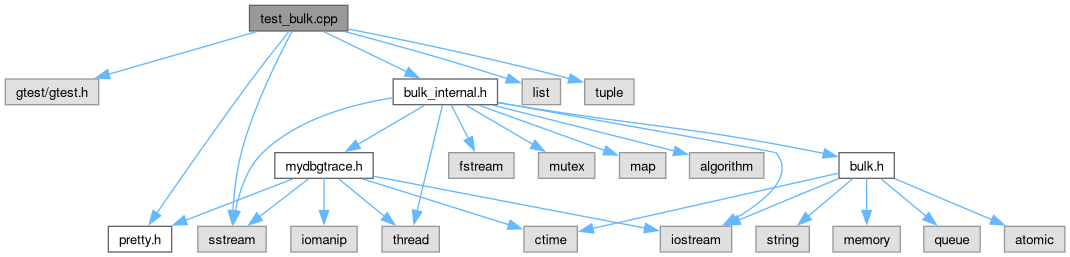 test_bulk.cpp
gtest/gtest.h
bulk_internal.h
list
tuple
mydbgtrace.h
fstream
mutex
map
algorithm
bulk.h
pretty.h
sstream
iomanip
thread
ctime
iostream
string
memory
queue
atomic